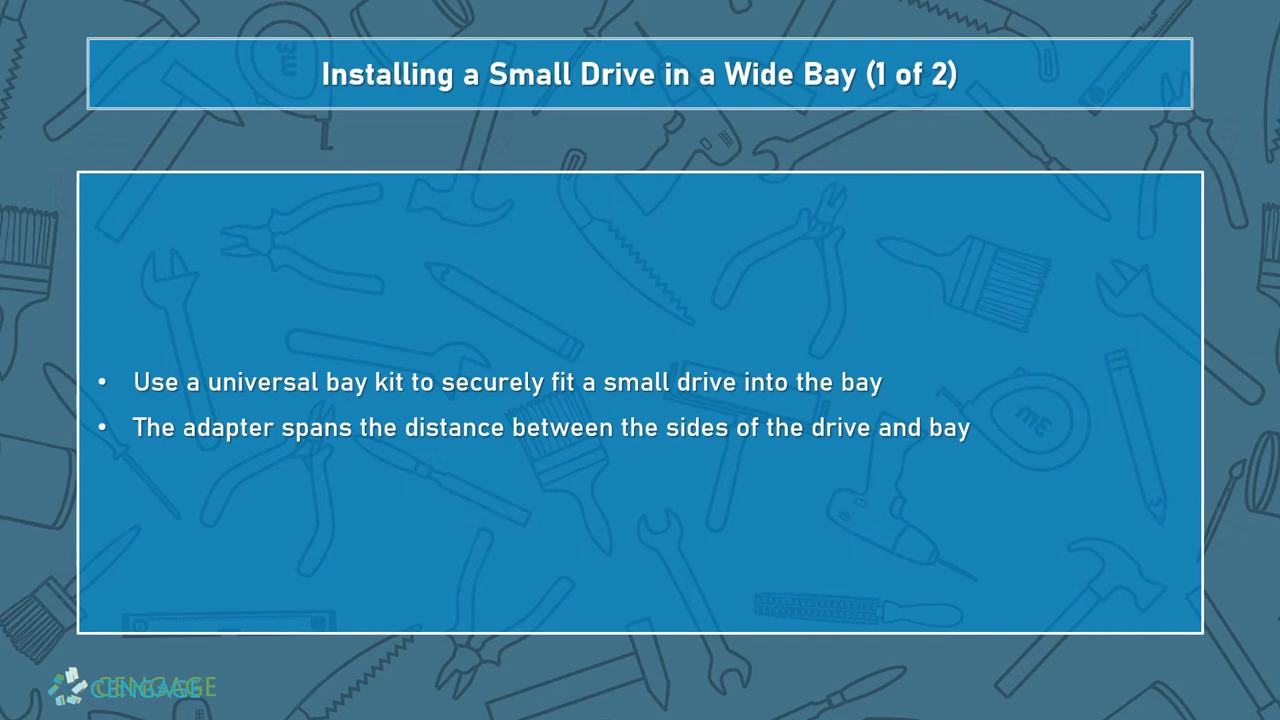 Installing a Small Drive in a Wide Bay (1 of 2)
• Use a universal bay kit to securely fit a small drive into the bay
• The adapter spans the distance between the sides of the drive and bay
CENGAGE